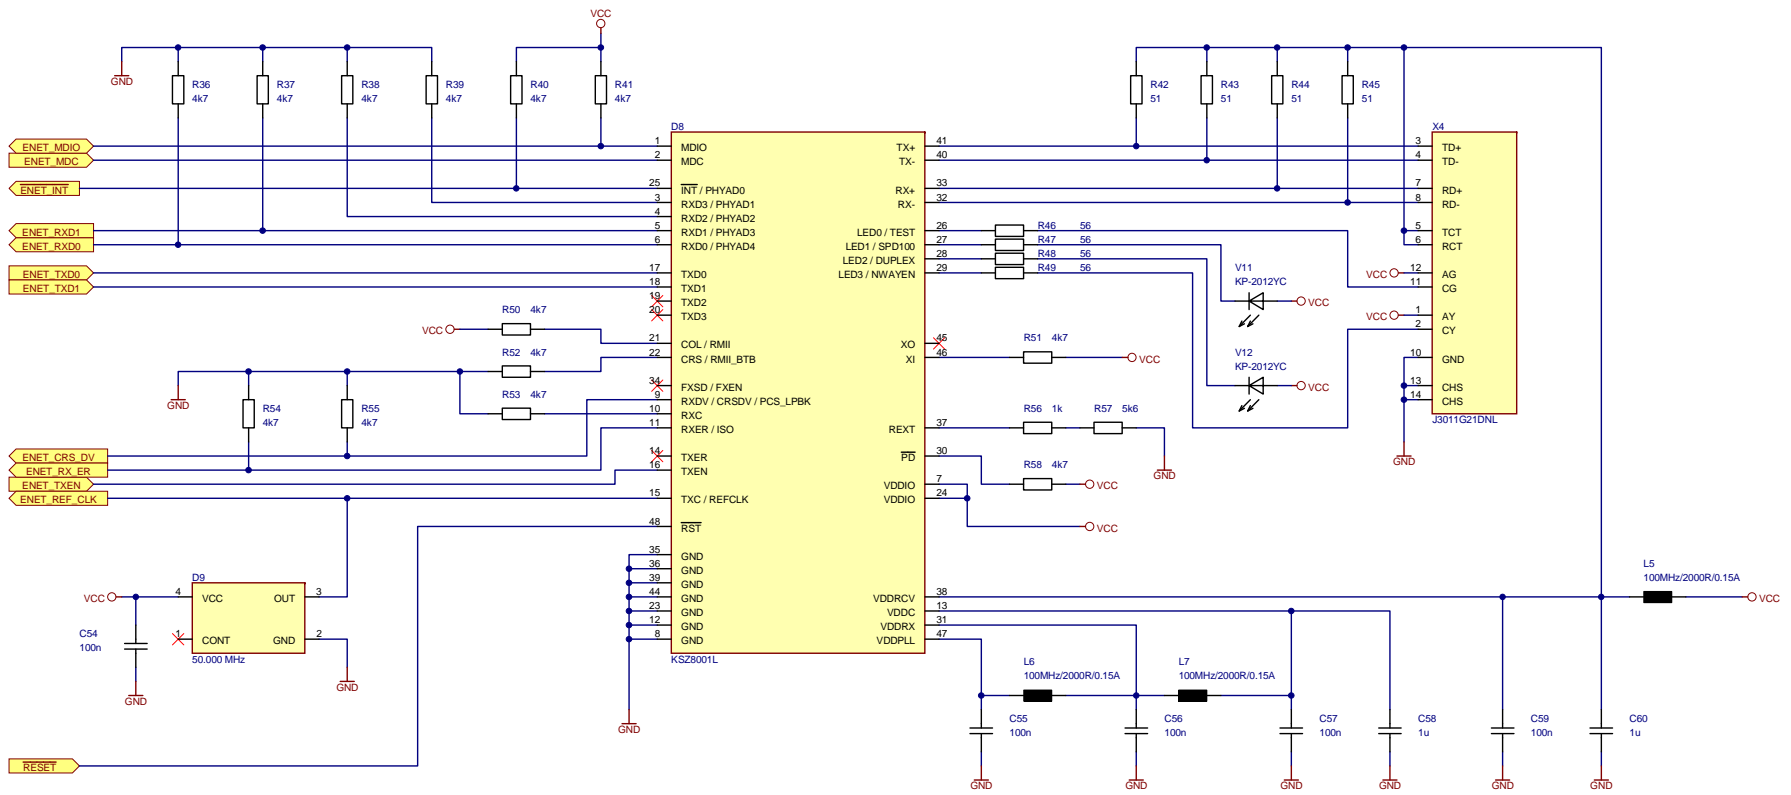 VCC
GND
R36 4k7
R37 4k7
R38 4k7
R39 4k7
R40 4k7
R41 4k7
R42 51
R43 51
R44 51
R45 51
ENET_MDIO
ENET_MDC
ENET_INT
ENET_RXD1
ENET_RXD0
ENET_TXD0
ENET_TXD1
ENET_CRS_DV
ENET_RX_ER
ENET_TXEN
ENET_REF_CLK
RESET
D8
1 MDIO
2 MDC
25 INT / PHYAD0
3 RXD3 / PHYAD1
4 RXD2 / PHYAD2
5 RXD1 / PHYAD3
6 RXD0 / PHYAD4
17 TXD0
18 TXD1
19 TXD2
20 TXD3
21 COL / RMII
22 CRS / RMII_BTB
34 FXSD / FXEN
9 RXDV / CRSDV / PCS_LPBK
10 RXC
11 RXER / ISO
14 TXER
16 TXEN
15 TXC / REFCLK
48 RST
35 GND
36 GND
39 GND
44 GND
23 GND
12 GND
8 GND
KSZ8001L
TX+ 41
TX- 40
RX+ 33
RX- 32
LED0 / TEST 26
LED1 / SPD100 27
LED2 / DUPLEX 28
LED3 / NWAYEN 29
XO 45
XI 46
REXT 37
PD 30
VDDIO 7
VDDIO 24
VDDRCV 38
VDDC 13
VDDRX 31
VDDPLL 47
R46 56
R47 56
R48 56
R49 56
V11
KP-2012YC
VCC
V12
KP-2012YC
VCC
X4
3 TD+
4 TD-
7 RD+
8 RD-
5 TCT
6 RCT
VCC 12 AG
11 CG
VCC 1 AY
2 CY
10 GND
13 CHS
14 CHS
J3011G21DNL
GND
VCC R50 4k7
R52 4k7
R53 4k7
GND
R54 4k7
R55 4k7
R51 4k7 VCC
R56 1k
R57 5k6
GND
R58 4k7 VCC
VCC
D9
VCC 4 VCC
OUT 3
1 CONT
GND 2
50.000 MHz
C54
100n
GND
GND
GND
L5
100MHz/2000R/0.15A
VCC
L6
100MHz/2000R/0.15A
L7
100MHz/2000R/0.15A
C55 100n
C56 100n
C57 100n
C58 1u
C59 100n
C60 1u
GND
GND
GND
GND
GND
GND